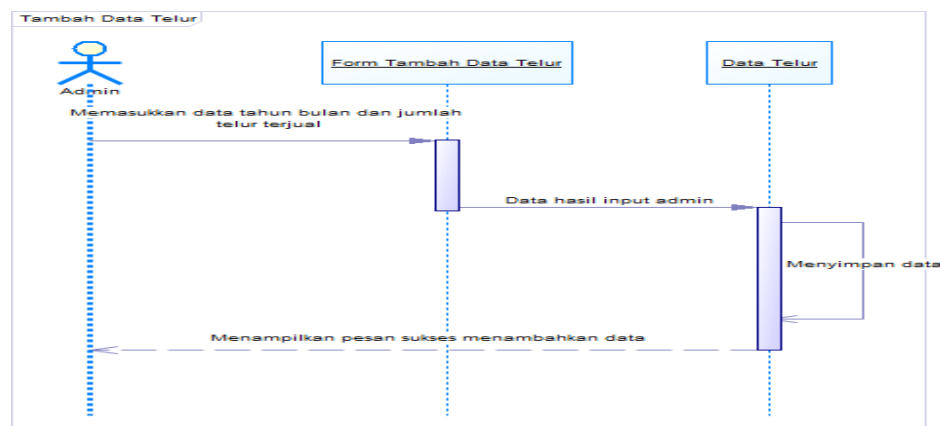 Tambah Data Telur
Form Tambah Data Telur
Data Telur
Admin
Memasukkan data tahun bulan dan jumlah
telur terjual
Data hasil input admin
Menyimpan data
Menampilkan pesan sukses menambahkan data